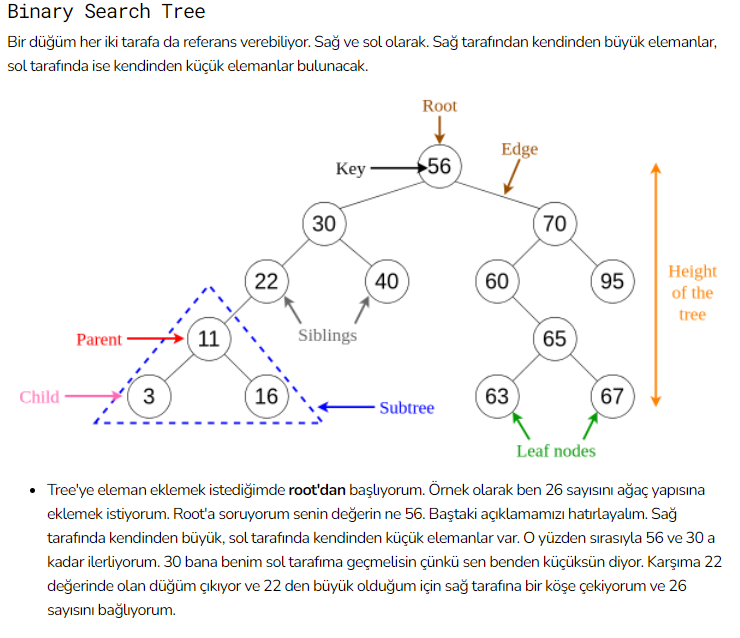 Binary Search Tree
Bir düğüm her iki tarafa da referans verebiliyor. Sağ ve sol olarak. Sağ tarafından kendinden büyük elemanlar,
sol tarafında ise kendinden küçük elemanlar bulunacak.
Root
Edge
Key
56
30
70
22
40
60
95
Height
of the
tree
Siblings
Parent
11
65
Child
3
16
63
67
Subtree
Leaf nodes
• Tree'ye eleman eklemek istediğimde root'dan başlıyorum. Örnek olarak ben 26 sayısını ağaç yapısına
eklemek istiyorum. Root'a soruyorum senin değerin ne 56. Baştaki açıklamamızı hatırlayalım. Sağ
tarafında kendinden büyük, sol tarafında kendinden küçük elemanlar var. O yüzden sırasıyla 56 ve 30 a
kadar ilerliyorum. 30 bana benim sol tarafıma geçmelisin çünkü sen benden küçüksün diyor. Karşıma 22
değerinde olan düğüm çıkıyor ve 22 den büyük olduğum için sağ tarafına bir köşe çekiyorum ve 26
sayısını bağlıyorum.